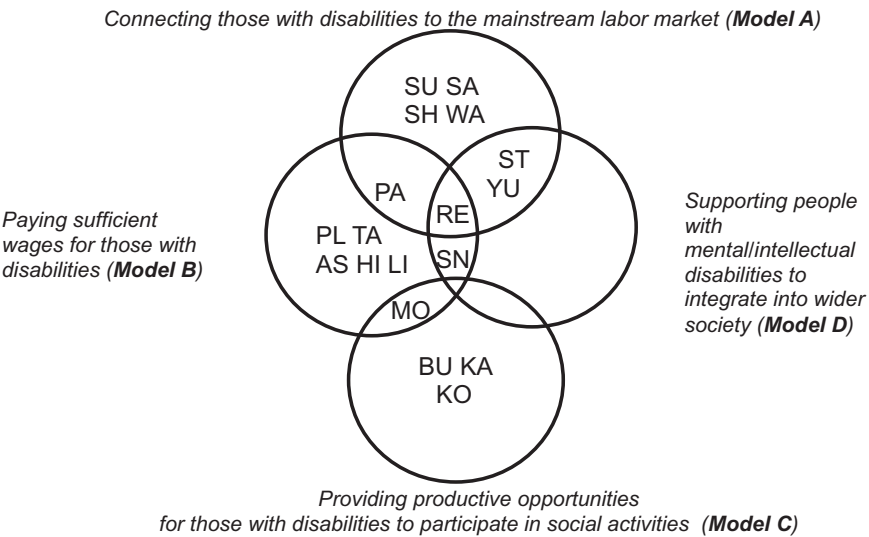 Connecting those with disabilities to the mainstream labor market (Model A)
SU SA
SH WA
ST
YU
PA
RE
PL TA
AS HI LI
SN
MO
BU KA
KO
Paying sufficient
wages for those with
disabilities (Model B)
Supporting people
with
mental/intellectual
disabilities to
integrate into wider
society (Model D)
Providing productive opportunities
for those with disabilities to participate in social activities (Model C)